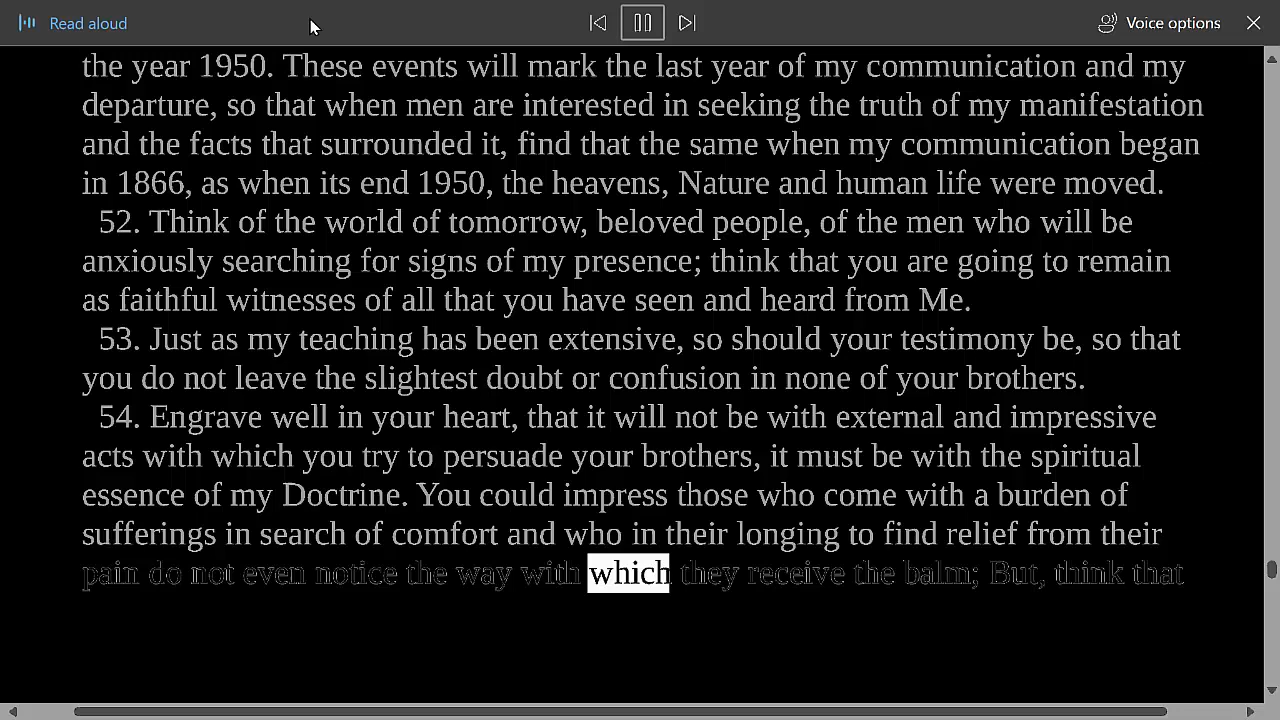 Read aloud
Voice options
the year 1950. These events will mark the last year of my communication and my
departure, so that when men are interested in seeking the truth of my manifestation
and the facts that surrounded it, find that the same when my communication began
in 1866, as when its end 1950, the heavens, Nature and human life were moved.
52. Think of the world of tomorrow, beloved people, of the men who will be
anxiously searching for signs of my presence; think that you are going to remain
as faithful witnesses of all that you have seen and heard from Me.
53. Just as my teaching has been extensive, so should your testimony be, so that
you do not leave the slightest doubt or confusion in none of your brothers.
54. Engrave well in your heart, that it will not be with external and impressive
acts with which you try to persuade your brothers, it must be with the spiritual
essence of my Doctrine. You could impress those who come with a burden of
sufferings in search of comfort and who in their longing to find relief from their
pain do not even notice the way with which they receive the balm; But, think that